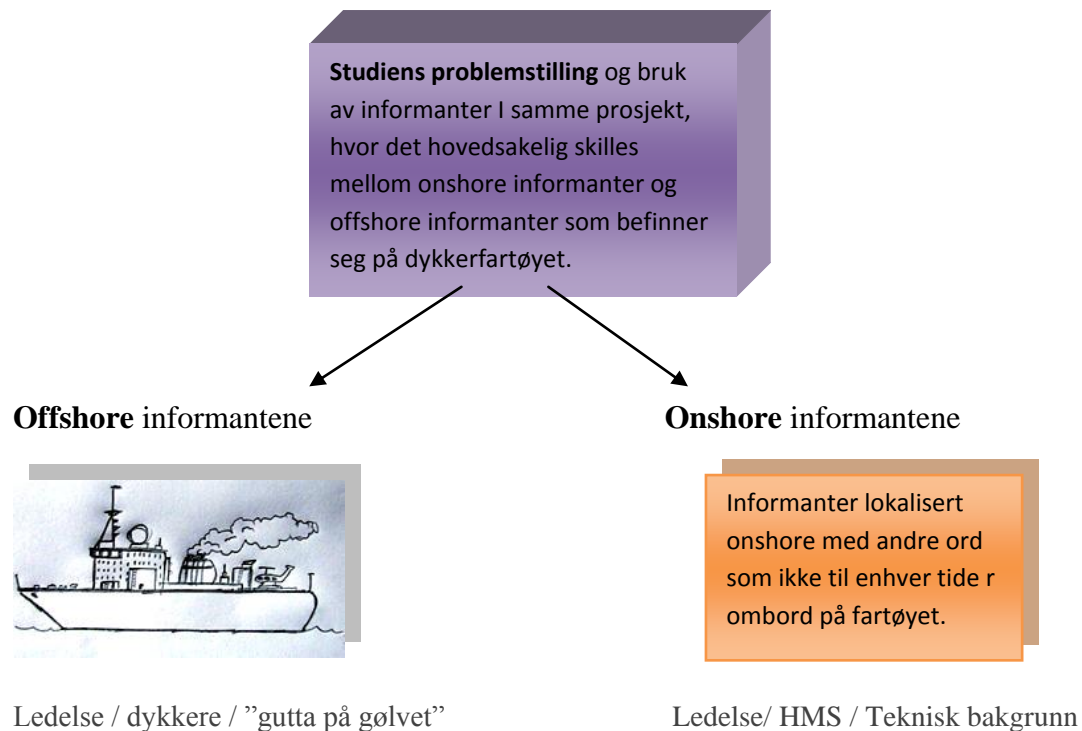 Studiens problemstilling og bruk
av informanter I samme prosjekt,
hvor det hovedsakelig skilles
mellom onshore informanter og
offshore informanter som befinner
seg på dykkerfartøyet.
Offshore informantene
Onshore informantene
Informanter lokalisert
onshore med andre ord
som ikke til enhver tide r
ombord på fartøyet.
Ledelse / dykkere / ”gutta på gølvet”
Ledelse/ HMS / Teknisk bakgrunn